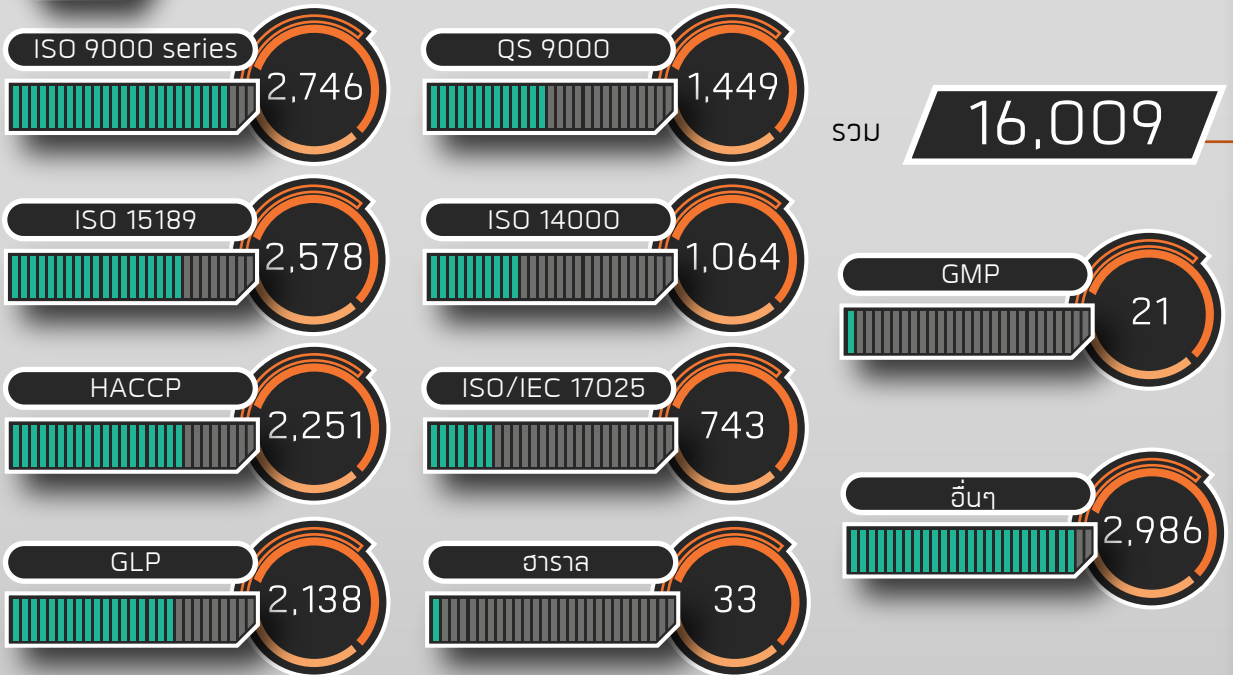 ISO 9000 series
2,746
ISO 15189
2,578
HACCP
2,251
GLP
2,138
QS 9000
1,449
ISO 14000
1,064
ISO/IEC 17025
743
ฮาราล
33
รวม
16,009
GMP
21
อื่นๆ
2,986